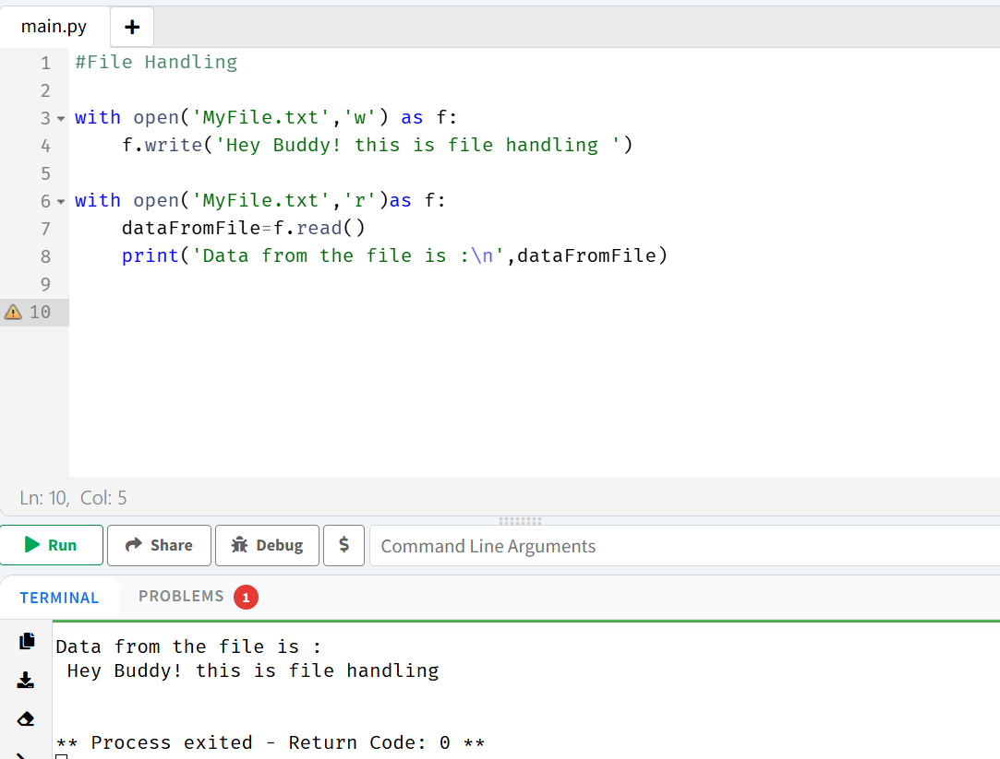 main.py +
1 #File Handling
2
3 with open('MyFile.txt','w') as f:
4     f.write('Hey Buddy! this is file handling ')
5
6 with open('MyFile.txt','r')as f:
7     dataFromFile=f.read()
8     print('Data from the file is :\n',dataFromFile)
9
10
Ln: 10, Col: 5
Run Share Debug $ Command Line Arguments
TERMINAL PROBLEMS 1
Data from the file is :
 Hey Buddy! this is file handling
** Process exited - Return Code: 0 **